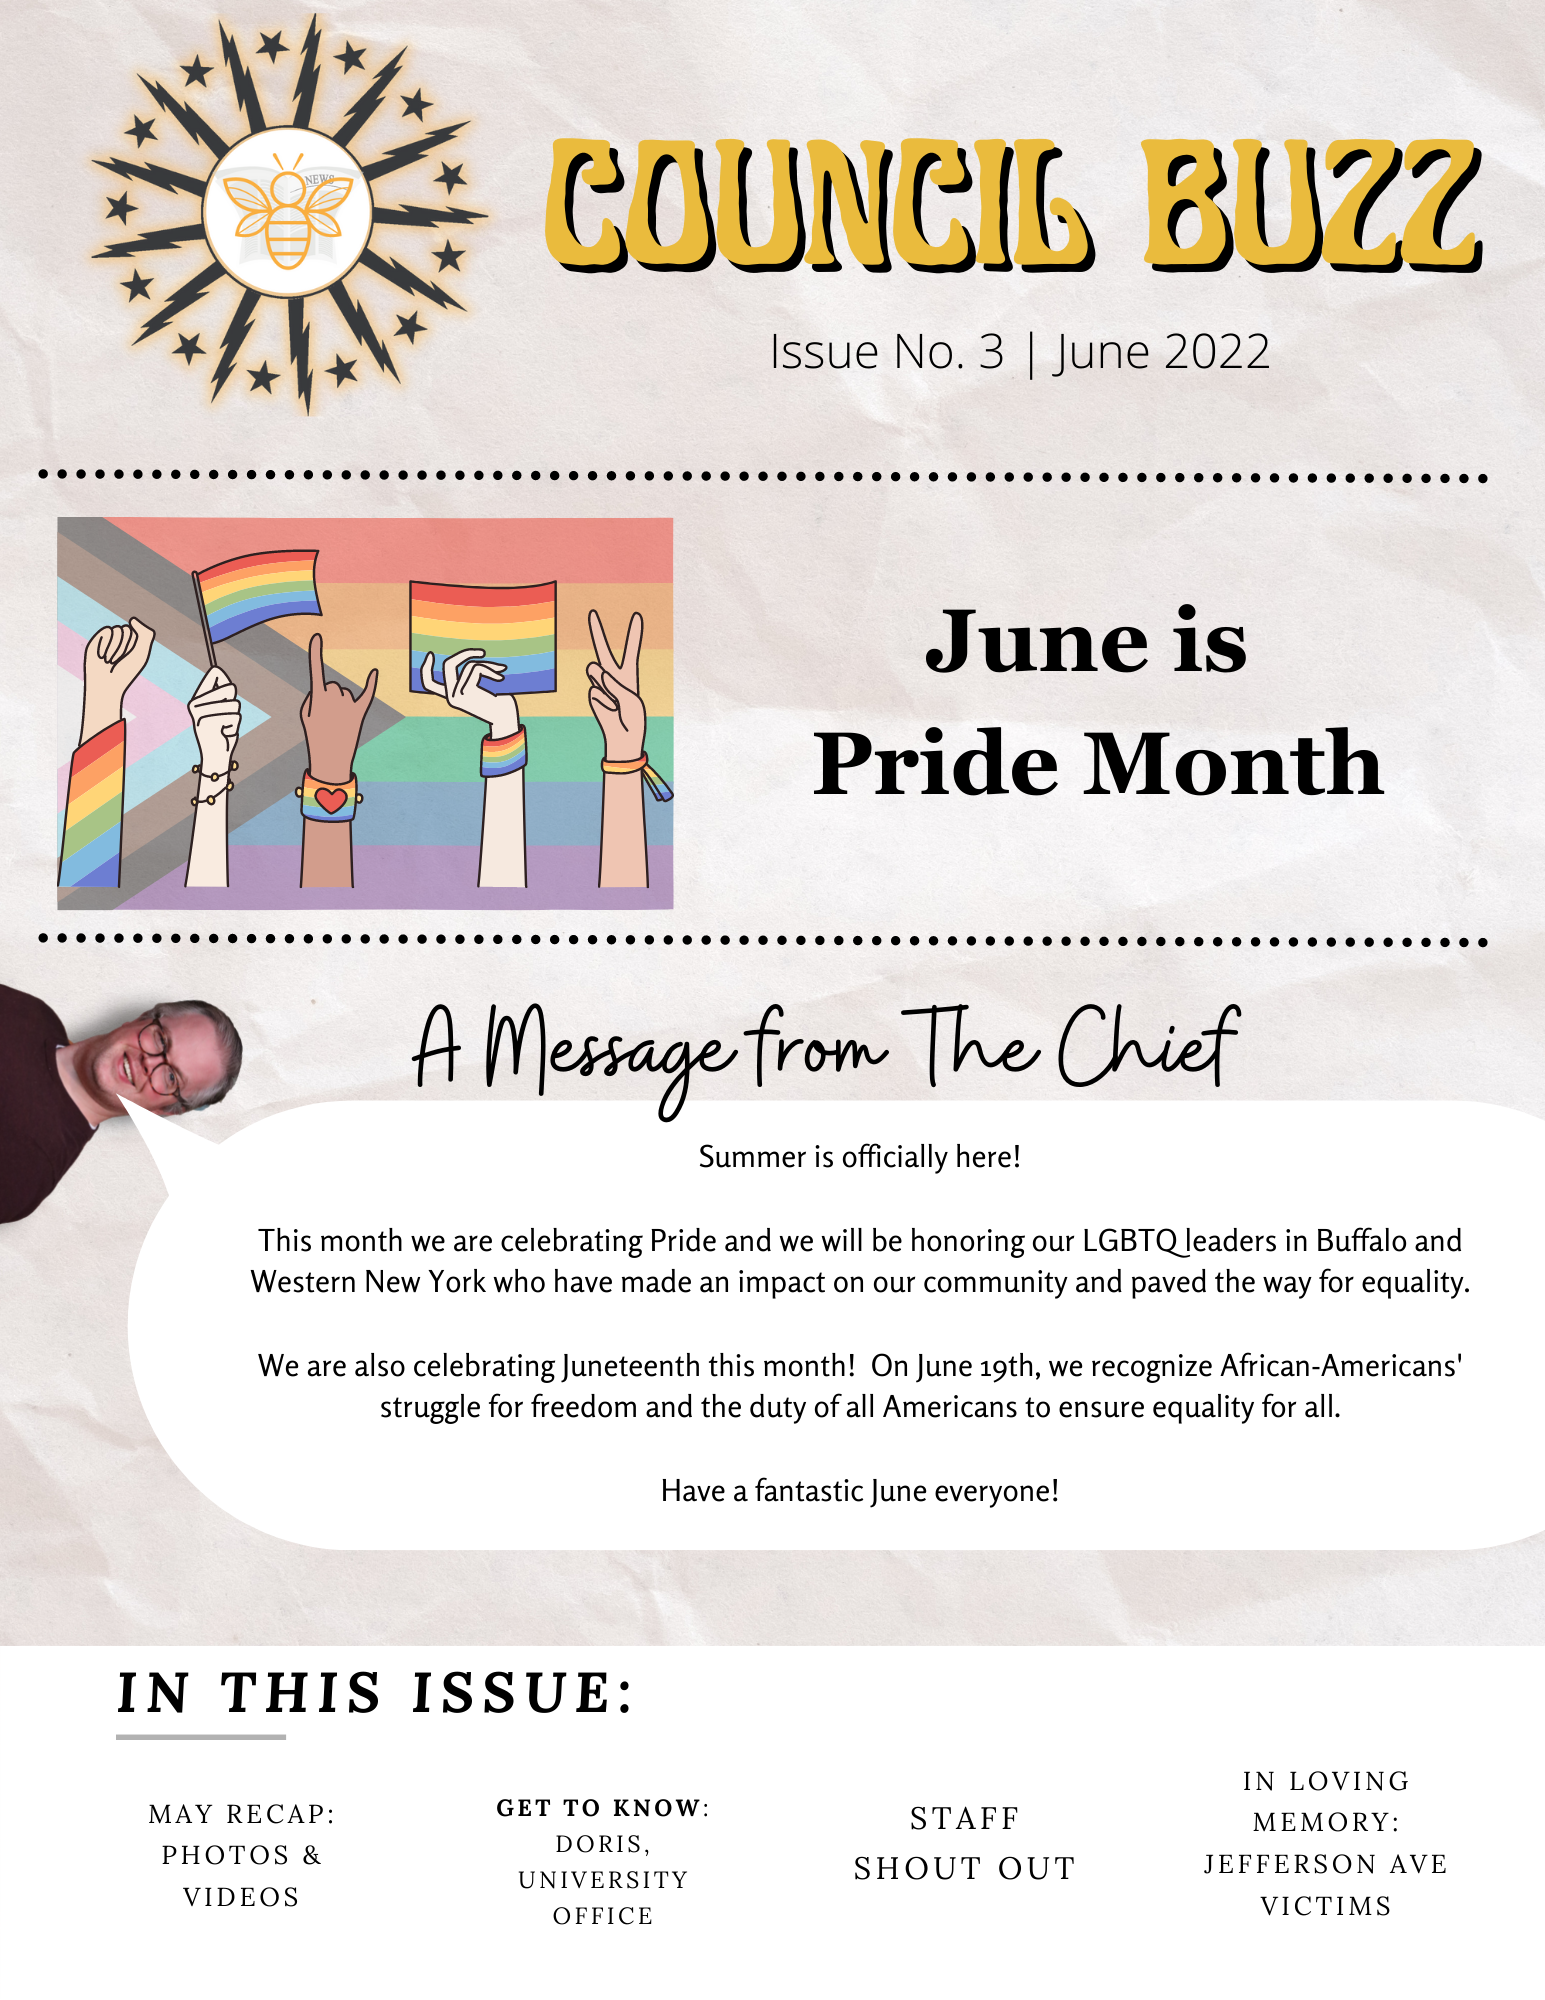 NEWS
COUNCIL BUZZ
Issue No. 3 | June 2022
June is
Pride Month
A Message from The Chief
Summer is officially here!
This month we are celebrating Pride and we will be honoring our LGBTQ leaders in Buffalo and
Western New York who have made an impact on our community and paved the way for equality.
We are also celebrating Juneteenth this month!  On June 19th, we recognize African-Americans'
struggle for freedom and the duty of all Americans to ensure equality for all.
Have a fantastic June everyone!
IN THIS ISSUE:
MAY RECAP:
PHOTOS &
VIDEOS
GET TO KNOW:
DORIS,
UNIVERSITY
OFFICE
STAFF
SHOUT OUT
IN LOVING
MEMORY:
JEFFERSON AVE
VICTIMS